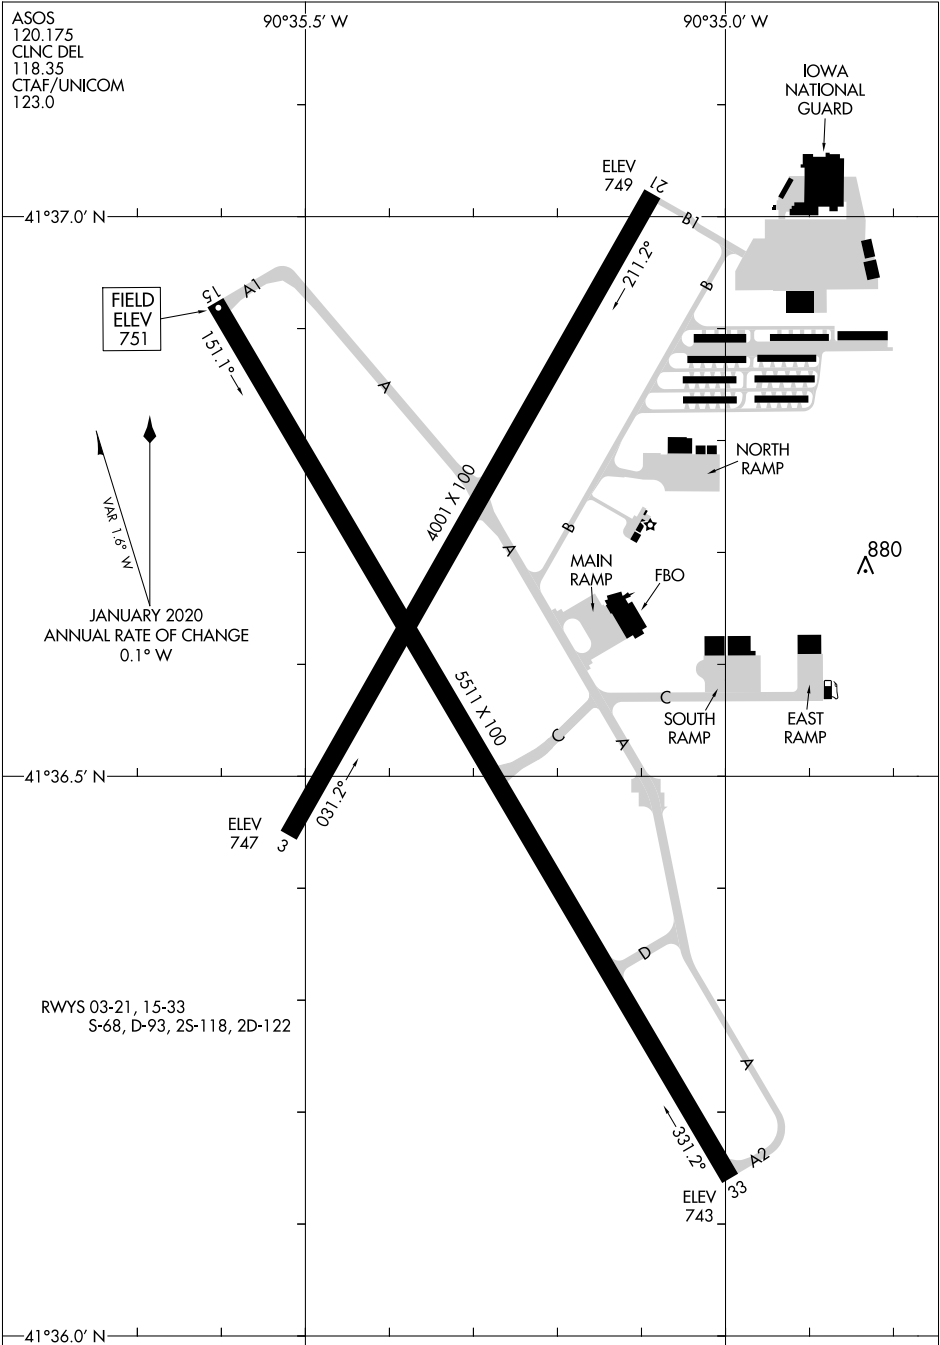 ASOS
120.175
CLNC DEL
118.35
CTAF/UNICOM
123.0
90°35.5' W
90°35.0' W
IOWA
NATIONAL
GUARD
ELEV
749
21
41°37.0' N
B1
211.2°
B
A1
15
FIELD
ELEV
751
151.1°
A
4001 X 100
NORTH
RAMP
VAR 1.6° W
B
A
880
MAIN
RAMP
FBO
JANUARY 2020
ANNUAL RATE OF CHANGE
0.1° W
5511 X 100
C
SOUTH
RAMP
EAST
RAMP
C
A
41°36.5' N
031.2°
ELEV
747
3
D
RWYS 03-21, 15-33
S-68, D-93, 2S-118, 2D-122
A
331.2°
A2
33
ELEV
743
41°36.0' N